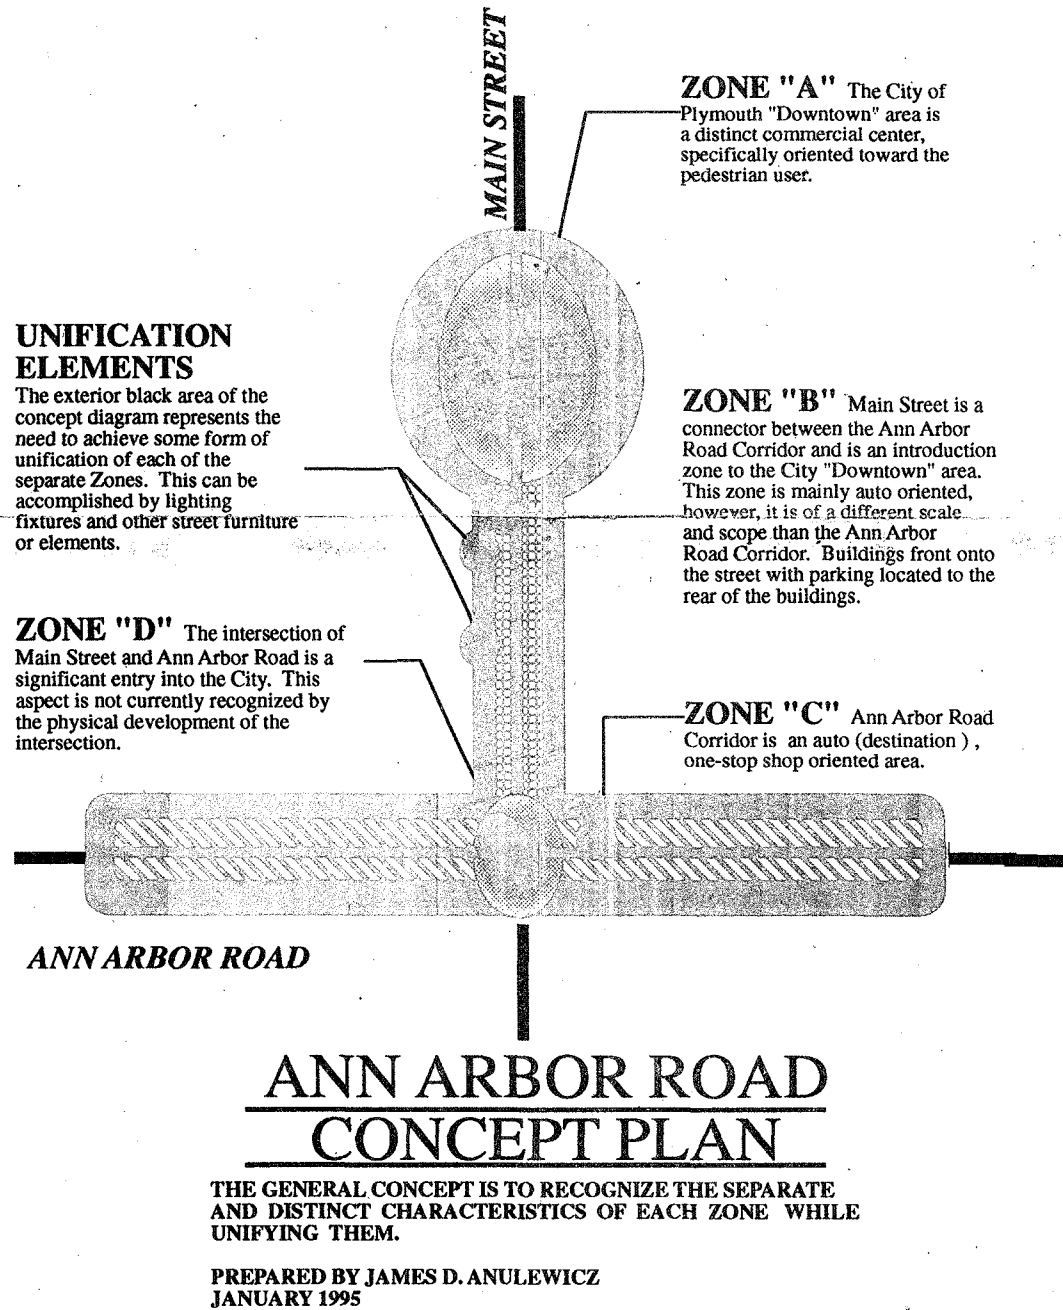 MAIN STREET
ZONE "A" The City of
Plymouth "Downtown" area is
a distinct commercial center,
specifically oriented toward the
pedestrian user.
UNIFICATION
ELEMENTS
The exterior black area of the
concept diagram represents the
need to achieve some form of
unification of each of the
separate Zones. This can be
accomplished by lighting
fixtures and other street furniture
or elements.
ZONE "B" Main Street is a
connector between the Ann Arbor
Road Corridor and is an introduction
zone to the City "Downtown" area.
This zone is mainly auto oriented,
however, it is of a different scale
and scope than the Ann Arbor
Road Corridor. Buildings front onto
the street with parking located to the
rear of the buildings.
ZONE "D" The intersection of
Main Street and Ann Arbor Road is a
significant entry into the City. This
aspect is not currently recognized by
the physical development of the
intersection.
ZONE "C" Ann Arbor Road
Corridor is an auto (destination ) ,
one-stop shop oriented area.
ANN ARBOR ROAD
ANN ARBOR ROAD
CONCEPT PLAN
THE GENERAL CONCEPT IS TO RECOGNIZE THE SEPARATE
AND DISTINCT CHARACTERISTICS OF EACH ZONE WHILE
UNIFYING THEM.
PREPARED BY JAMES D. ANULEWICZ
JANUARY 1995